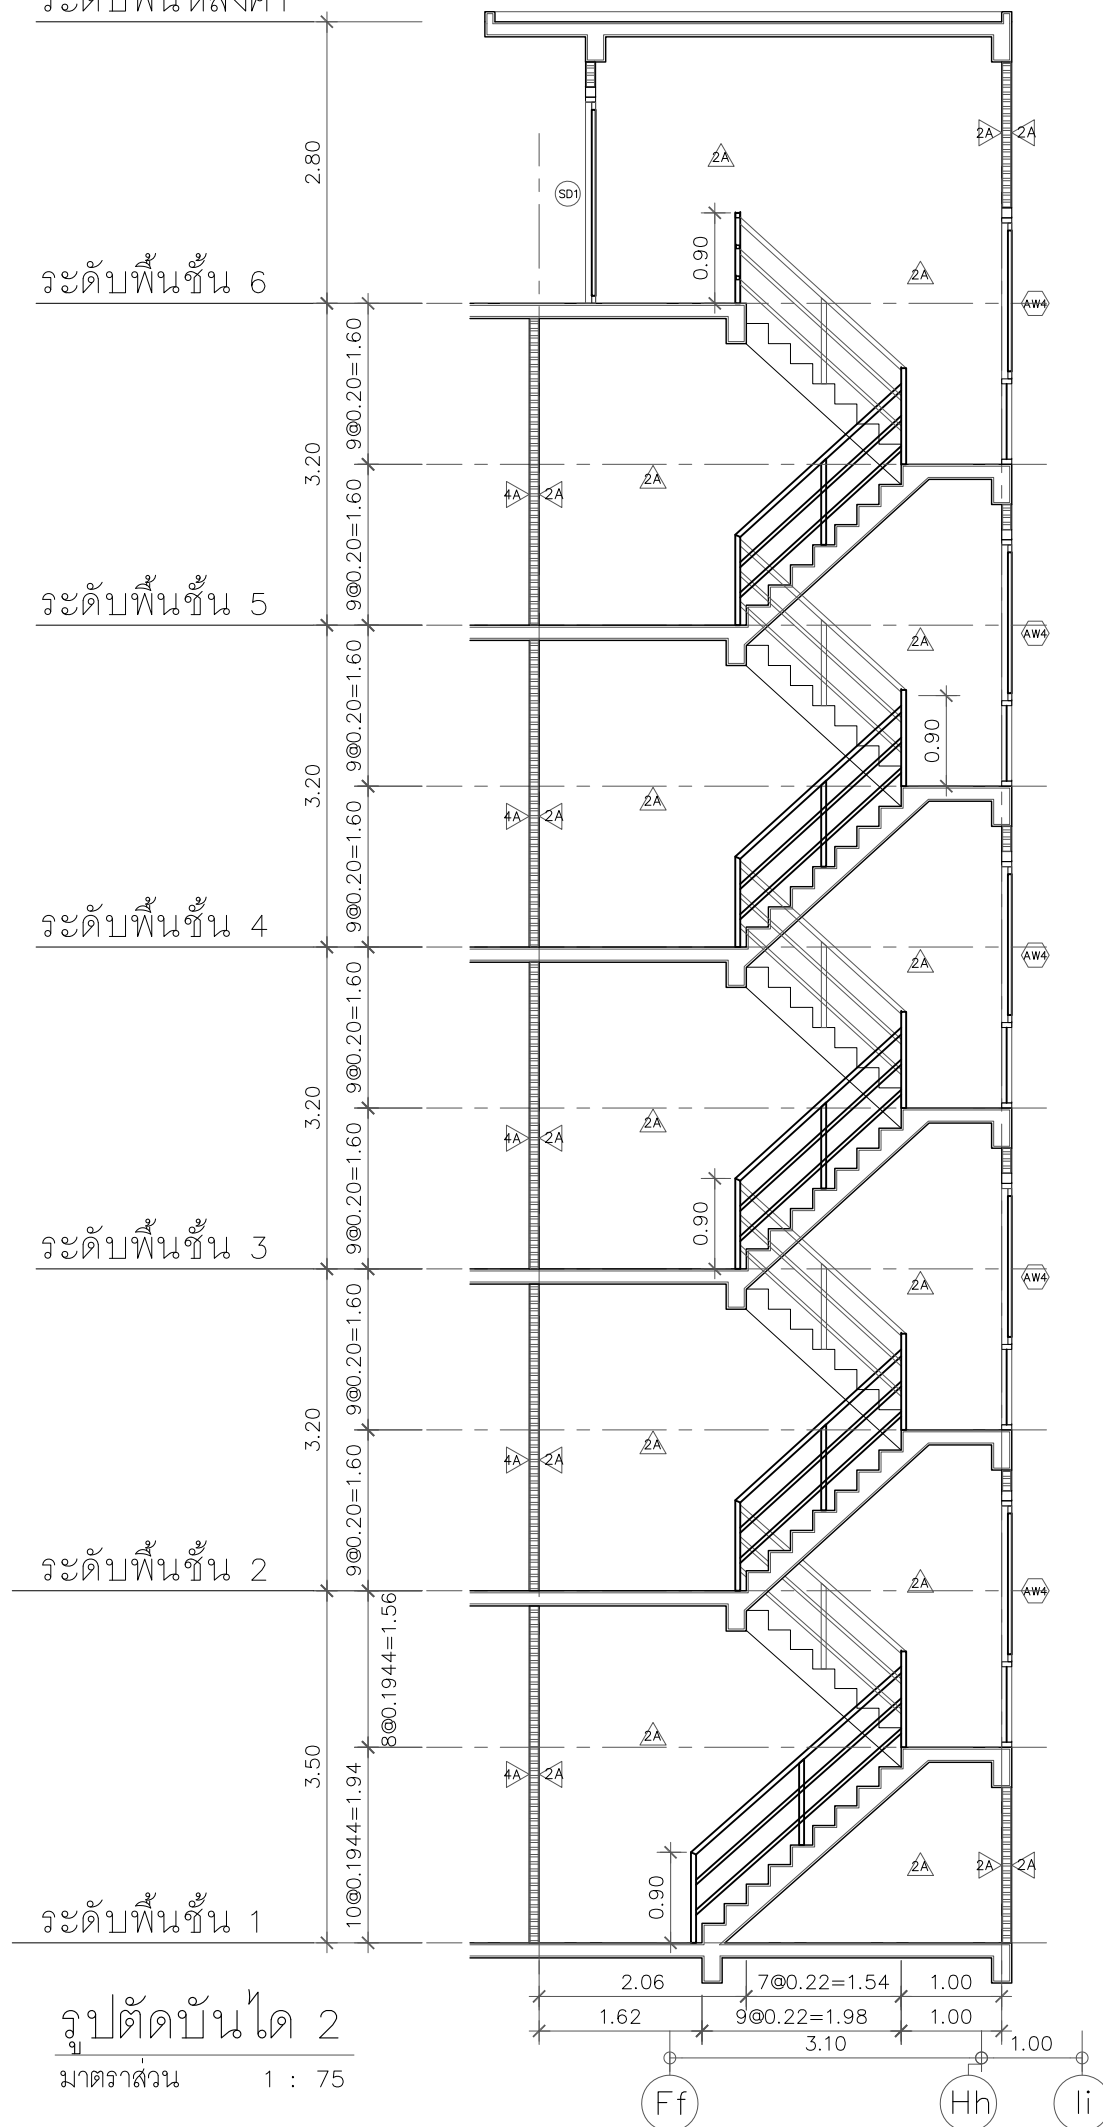 ระดับพื้นหลังคา
2.80
2A
2A
2A
SD1
0.90
2A
ระดับพื้นชั้น 6
AW4
9@0.20=1.60
3.20
2A
4A
2A
9@0.20=1.60
ระดับพื้นชั้น 5
2A
AW4
9@0.20=1.60
0.90
3.20
2A
4A
2A
9@0.20=1.60
ระดับพื้นชั้น 4
2A
AW4
9@0.20=1.60
3.20
2A
4A
2A
9@0.20=1.60
0.90
ระดับพื้นชั้น 3
2A
AW4
9@0.20=1.60
3.20
2A
4A
2A
9@0.20=1.60
ระดับพื้นชั้น 2
2A
AW4
8@0.1944=1.56
3.50
2A
4A
2A
10@0.1944=1.94
0.90
2A
2A
2A
ระดับพื้นชั้น 1
2.06
7@0.22=1.54
1.00
1.62
9@0.22=1.98
1.00
3.10
1.00
รูปตัดบันได 2
มาตราส่วน 1 : 75
Ff
Hh
Ii